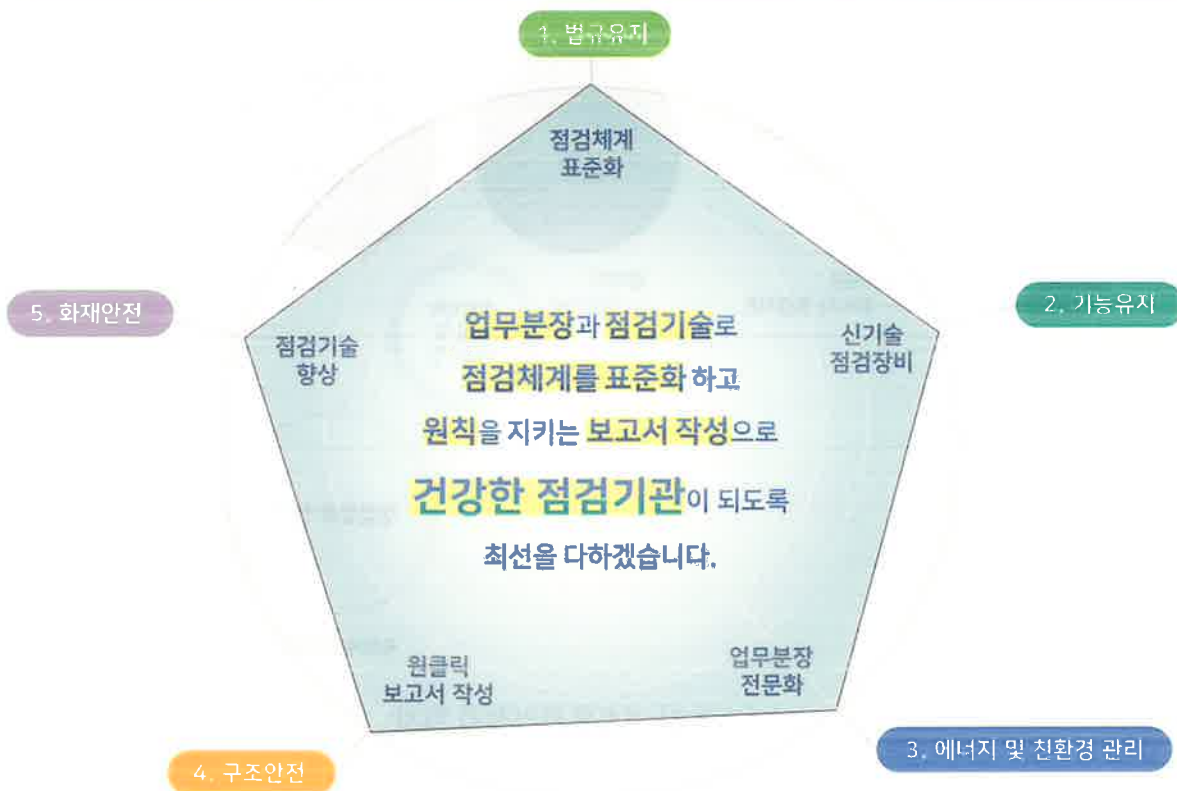 1. 법규유지
점검체계
표준화
5. 화재안전
2. 기능유지
점검기술
향상
신기술
점검장비
업무분장과 점검기술로
점검체계를 표준화 하고
원칙을 지키는 보고서 작성으로
건강한 점검기관이 되도록
최선을 다하겠습니다.
원클릭
보고서 작성
업무분장
전문화
4. 구조안전
3. 에너지 및 친환경 관리